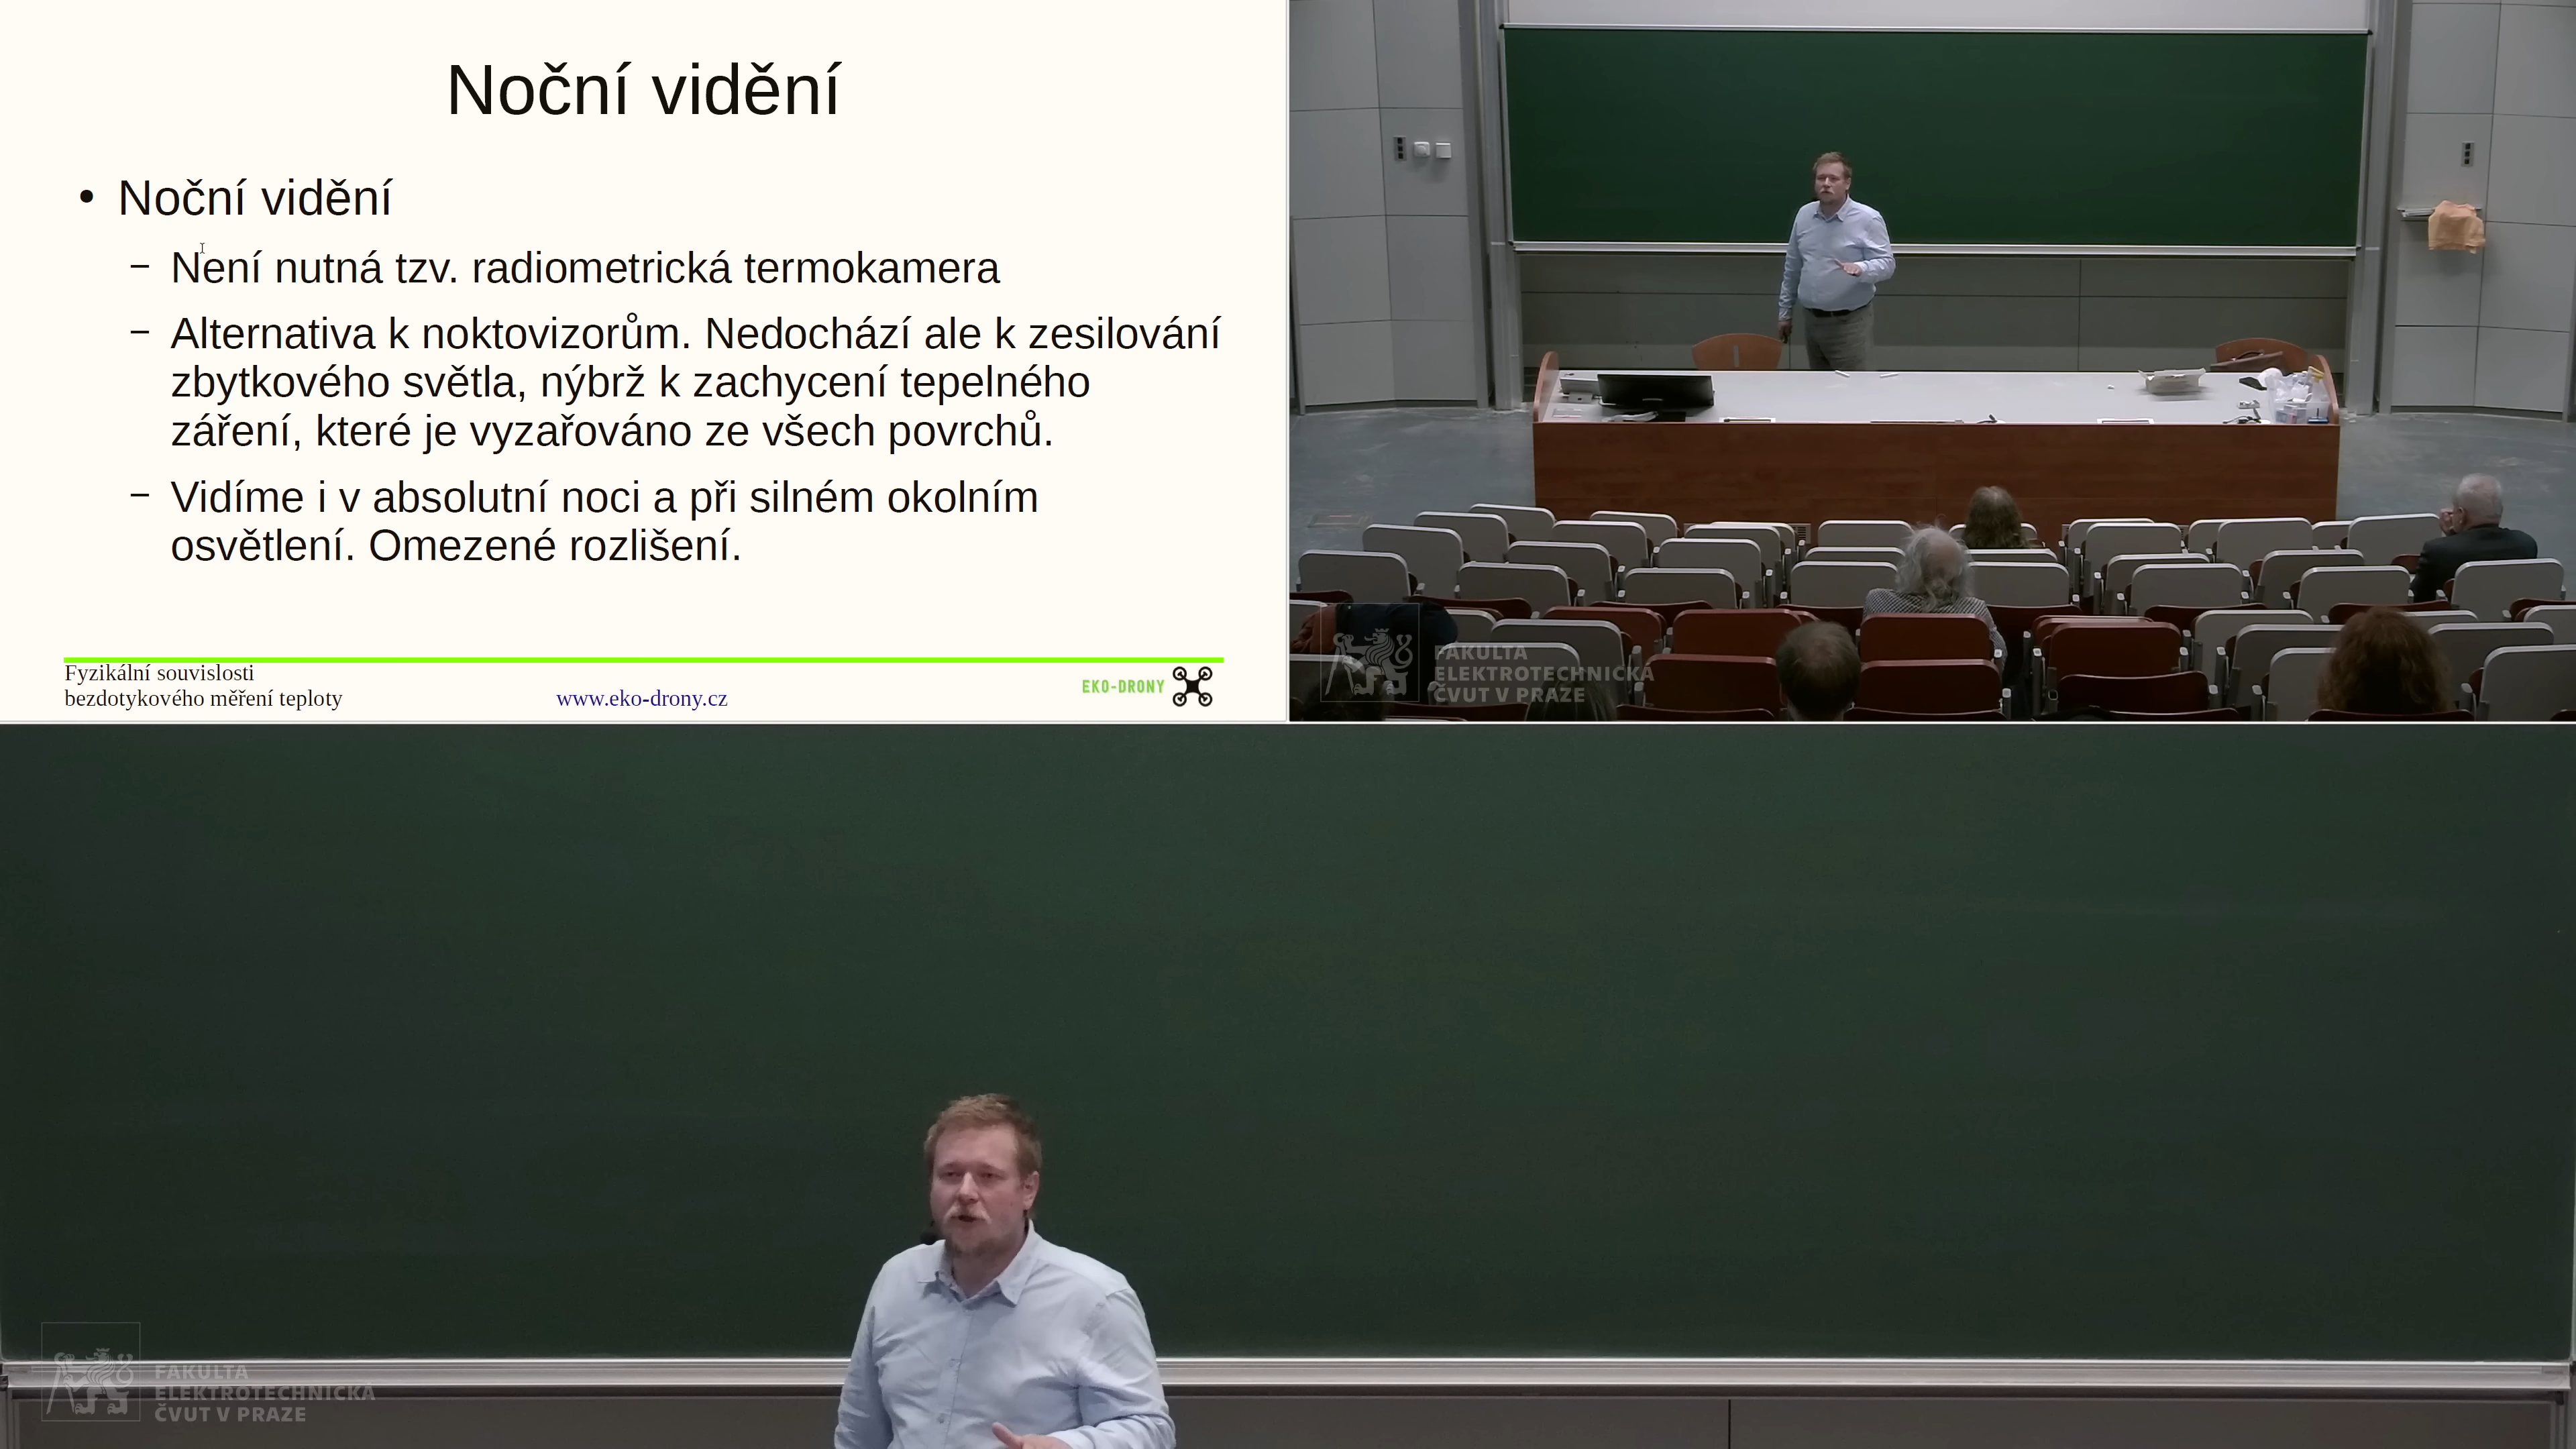 Noční vidění
• Noční vidění
– Není nutná tzv. radiometrická termokamera
– Alternativa k noktovizorům. Nedochází ale k zesilování
zbytkového světla, nýbrž k zachycení tepelného
záření, které je vyzařováno ze všech povrchů.
– Vidíme i v absolutní noci a při silném okolním
osvětlení. Omezené rozlišení.
Fyzikální souvislosti
bezdotykového měření teploty
www.eko-drony.cz
EKO-DRONY
FAKULTA
ELEKTROTECHNICKÁ
ČVUT V PRAZE
FAKULTA
ELEKTROTECHNICKÁ
ČVUT V PRAZE